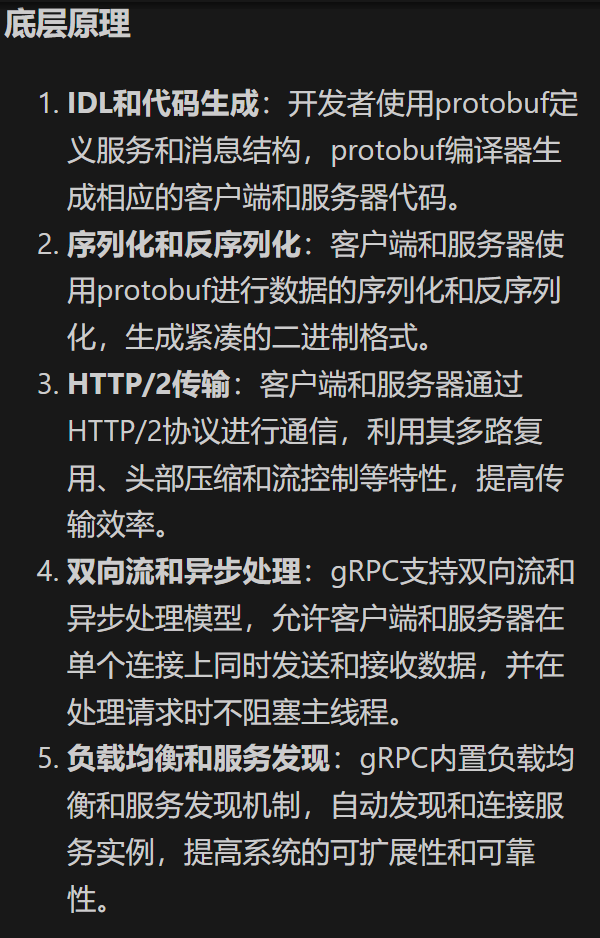 底层原理
1. IDL和代码生成：开发者使用protobuf定
义服务和消息结构，protobuf编译器生
成相应的客户端和服务器代码。
2. 序列化和反序列化：客户端和服务器使
用protobuf进行数据的序列化和反序列
化，生成紧凑的二进制格式。
3. HTTP/2传输：客户端和服务器通过
HTTP/2协议进行通信，利用其多路复
用、头部压缩和流控制等特性，提高传
输效率。
4. 双向流和异步处理：gRPC支持双向流和
异步处理模型，允许客户端和服务器在
单个连接上同时发送和接收数据，并在
处理请求时不阻塞主线程。
5. 负载均衡和服务发现：gRPC内置负载均
衡和服务发现机制，自动发现和连接服
务实例，提高系统的可扩展性和可靠
性。